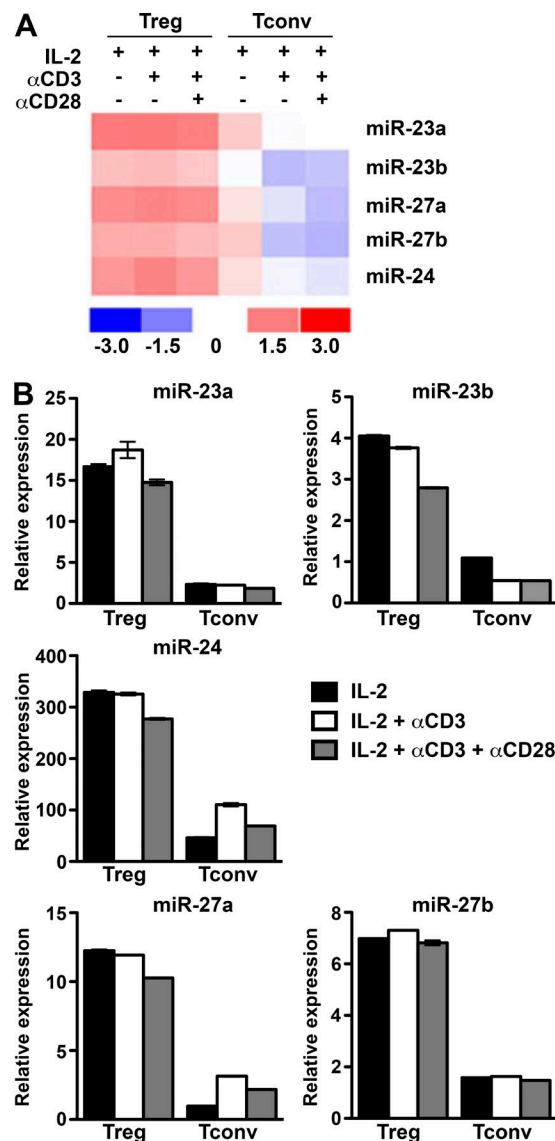 A
Treg Tconv
IL-2 + + + + + +
αCD3 - + + - + +
αCD28 - - + - - +
miR-23a
miR-23b
miR-27a
miR-27b
miR-24
-3.0 -1.5 0 1.5 3.0
B
miR-23a
Relative expression
25
20
15
10
5
0
Treg Tconv
miR-23b
Relative expression
5
4
3
2
1
0
Treg Tconv
miR-24
Relative expression
400
300
200
100
0
Treg Tconv
IL-2
IL-2 + αCD3
IL-2 + αCD3 + αCD28
miR-27a
Relative expression
15
10
5
0
Treg Tconv
miR-27b
Relative expression
8
6
4
2
0
Treg Tconv